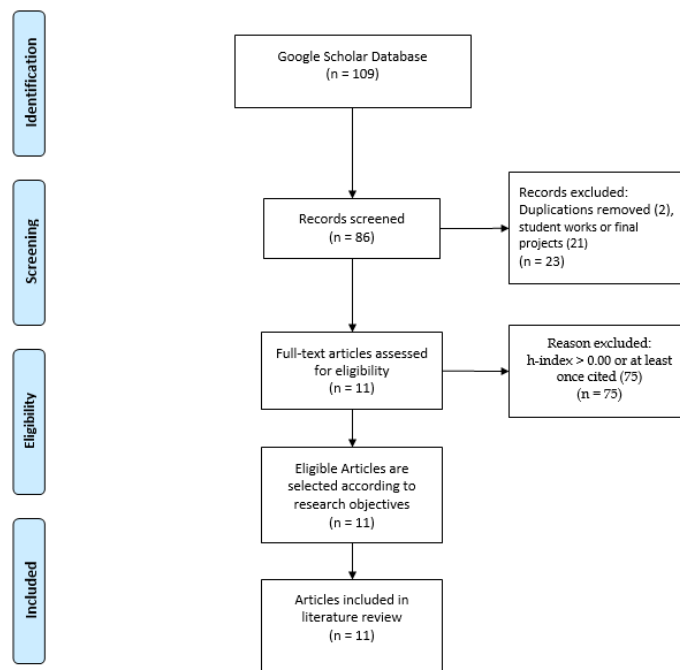 Identification
Google Scholar Database
(n = 109)
Screening
Records screened
(n = 86)
Records excluded:
Duplications removed (2),
student works or final
projects (21)
(n = 23)
Eligibility
Full-text articles assessed
for eligibility
(n = 11)
Reason excluded:
h-index > 0.00 or at least
once cited (75)
(n = 75)
Eligible Articles are
selected according to
research objectives
(n = 11)
Included
Articles included in
literature review
(n = 11)